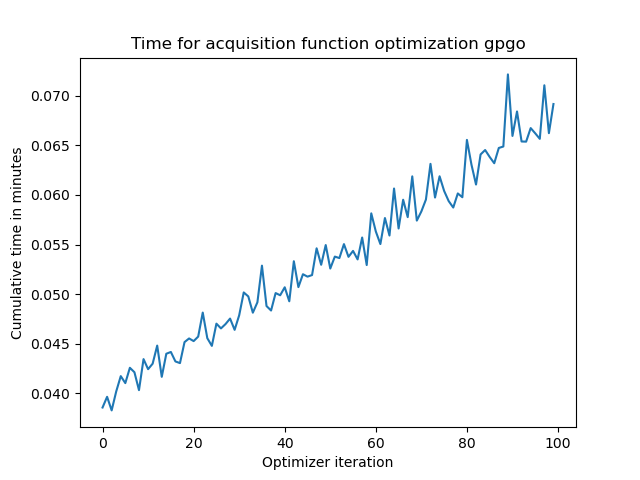 Time for acquisition function optimization gpgo
0.070
0.065
0.060
0.055
0.050
0.045
0.040
Cumulative time in minutes
0 20 40 60 80 100
Optimizer iteration